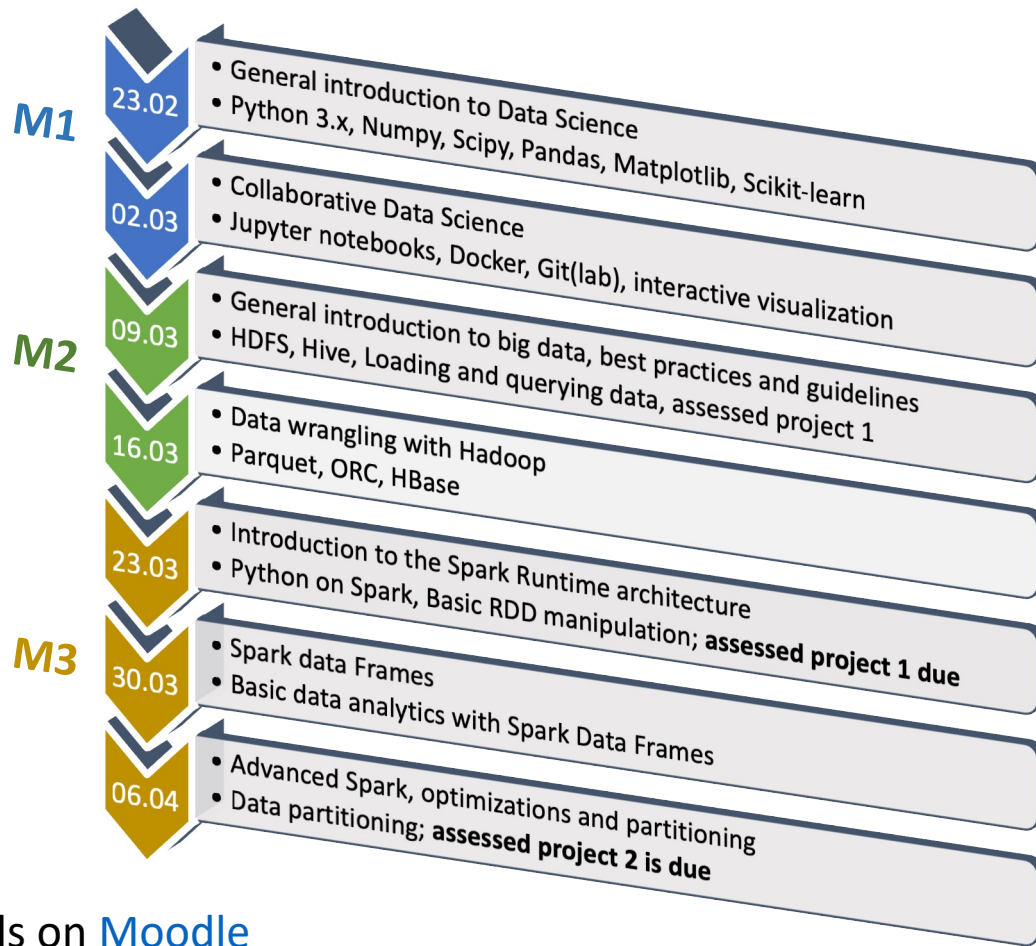 M1
23.02
• General introduction to Data Science
• Python 3.x, Numpy, Scipy, Pandas, Matplotlib, Scikit-learn
02.03
• Collaborative Data Science
• Jupyter notebooks, Docker, Git(lab), interactive visualization
M2
09.03
• General introduction to big data, best practices and guidelines
• HDFS, Hive, Loading and querying data, assessed project 1
16.03
• Data wrangling with Hadoop
• Parquet, ORC, HBase
23.03
• Introduction to the Spark Runtime architecture
• Python on Spark, Basic RDD manipulation; assessed project 1 due
M3
30.03
• Spark data Frames
• Basic data analytics with Spark Data Frames
06.04
• Advanced Spark, optimizations and partitioning
• Data partitioning; assessed project 2 is due
on Moodle